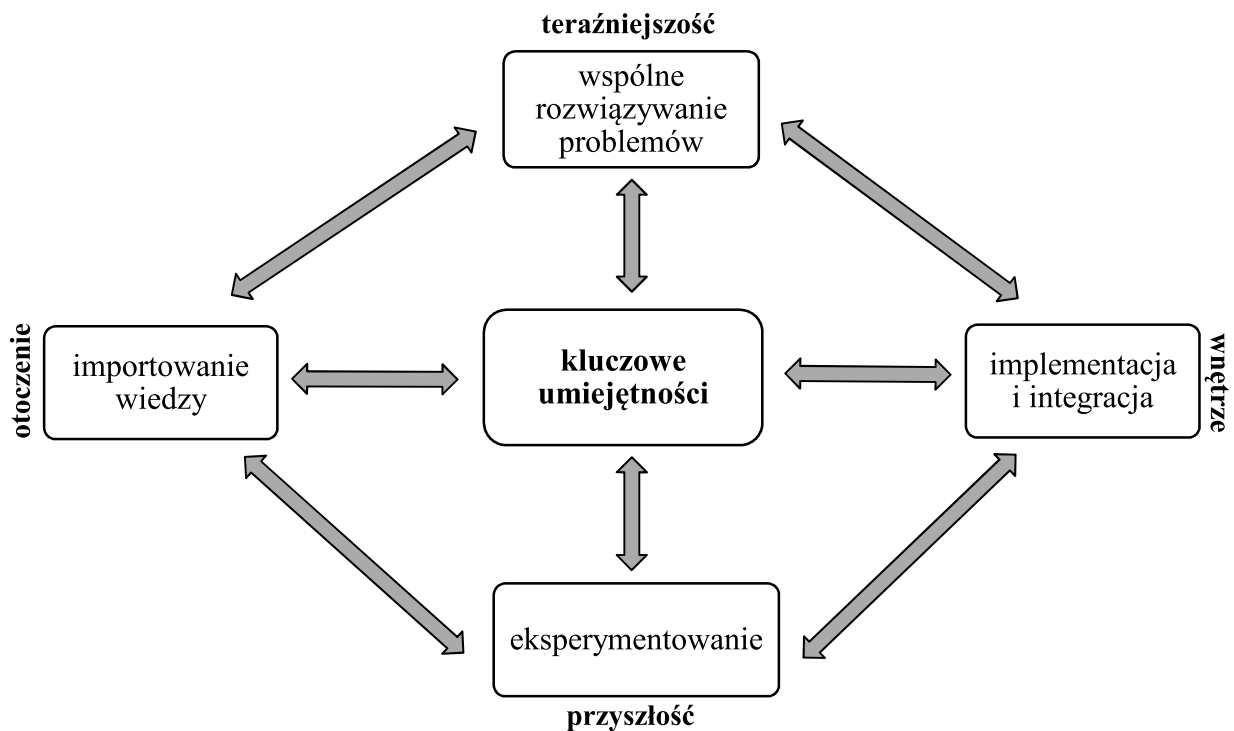 teraźniejszość
wspólne
rozwiązywanie
problemów
otoczenie
importowanie
wiedzy
kluczowe
umiejętności
implementacja
i integracja
wnętrze
eksperymentowanie
przyszłość